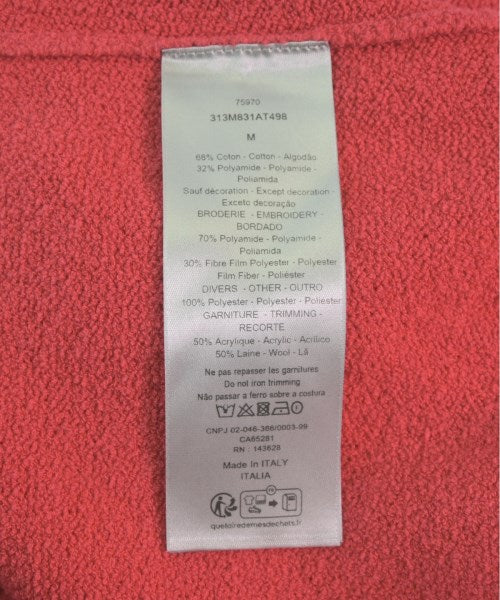 75970
313M831AT498
M
68% Coton - Cotton - Algodão
32% Polyamide - Polyamide -
Poliamida
Sauf décoration - Except decoration -
Exceto decoração
BRODERIE - EMBROIDERY -
BORDADO
70% Polyamide - Polyamide -
Poliamida
30% Fibre Film Polyester - Polyester
Film Fiber - Poliéster
DIVERS - OTHER - OUTRO
100% Polyester - Polyester - Poliester
GARNITURE - TRIMMING -
RECORTE
50% Acrylique - Acrylic - Acrílico
50% Laine - Wool - Lã
Ne pas repasser les garnitures
Do not iron trimming
Não passar a ferro sobre a costura
CNPJ 02-046-366/0003-99
CA65281
RN : 143628
Made In ITALY
ITALIA
FR
quefairedemesdechets.fr